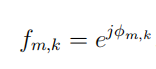 f_{m,k} = e^{jϕ_{m,k}}